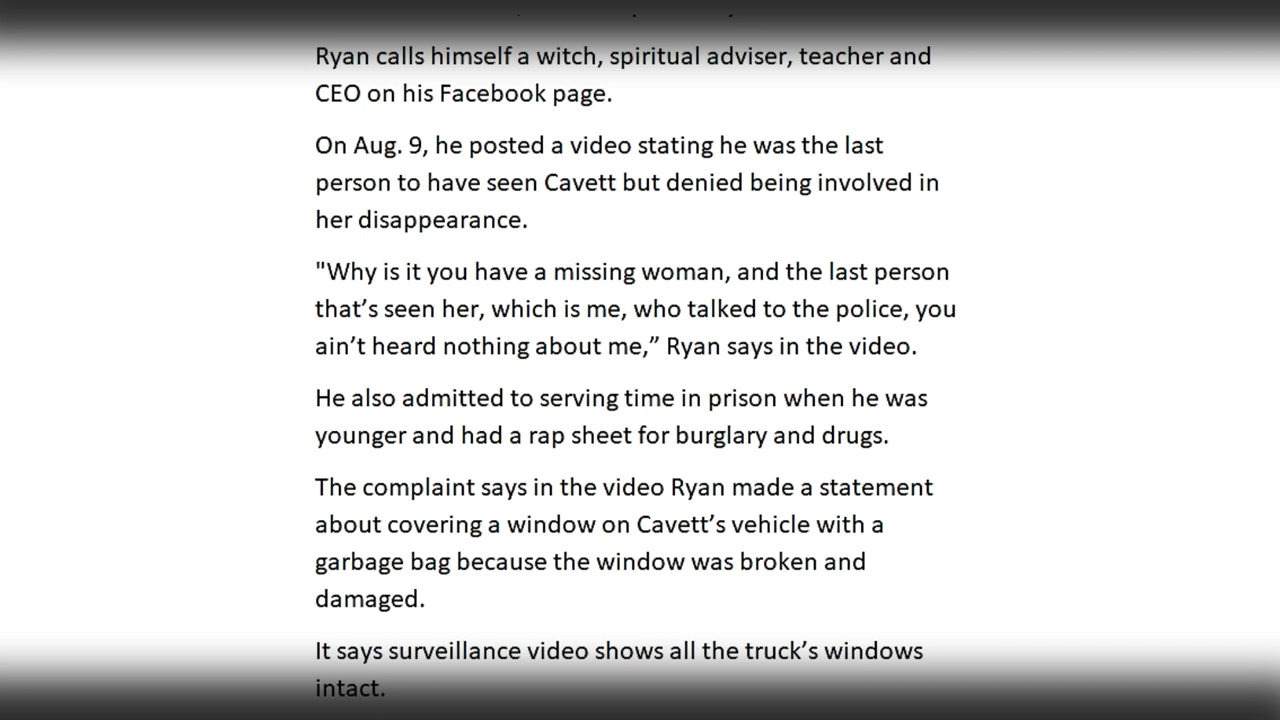 Ryan calls himself a witch, spiritual adviser, teacher and
CEO on his Facebook page.
On Aug. 9, he posted a video stating he was the last
person to have seen Cavett but denied being involved in
her disappearance.
"Why is it you have a missing woman, and the last person
that’s seen her, which is me, who talked to the police, you
ain’t heard nothing about me,” Ryan says in the video.
He also admitted to serving time in prison when he was
younger and had a rap sheet for burglary and drugs.
The complaint says in the video Ryan made a statement
about covering a window on Cavett’s vehicle with a
garbage bag because the window was broken and
damaged.
It says surveillance video shows all the truck’s windows
intact.